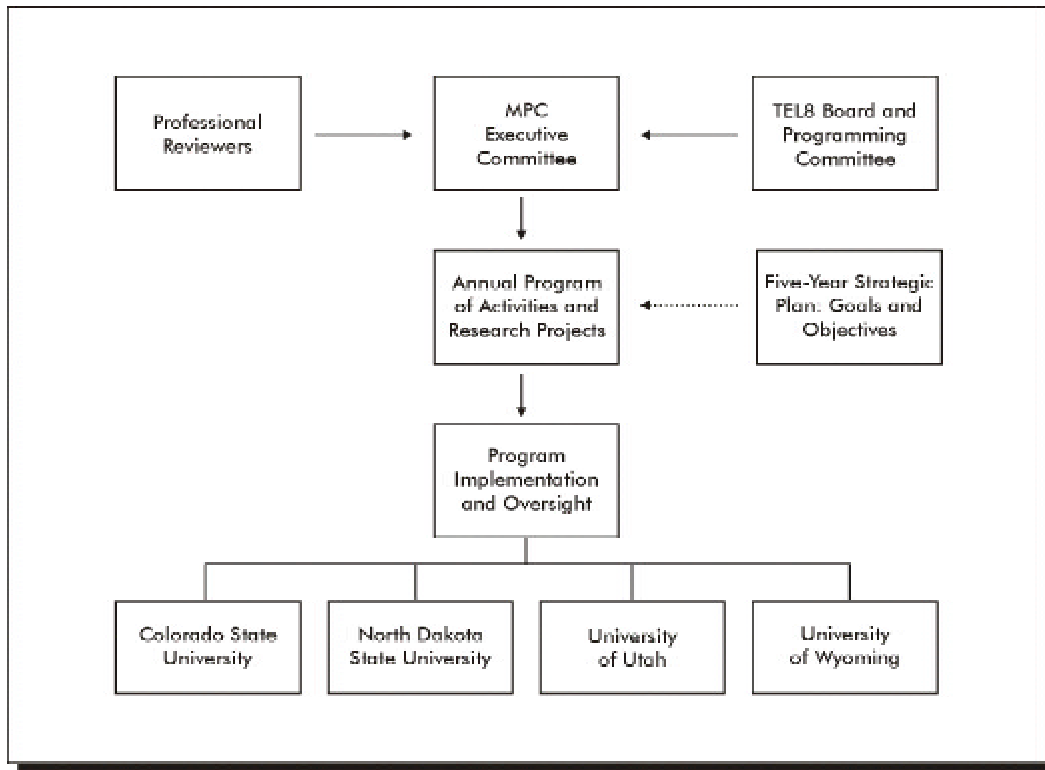 Professional
Reviewers
MPC
Executive
Committee
TEL8 Board and
Programming
Committee
Annual Program
of Activities and
Research Projects
Five-Year Strategic
Plan: Goals and
Objectives
Program
Implementation
and Oversight
Colorado State
University
North Dakota
State University
University
of Utah
University
of Wyoming